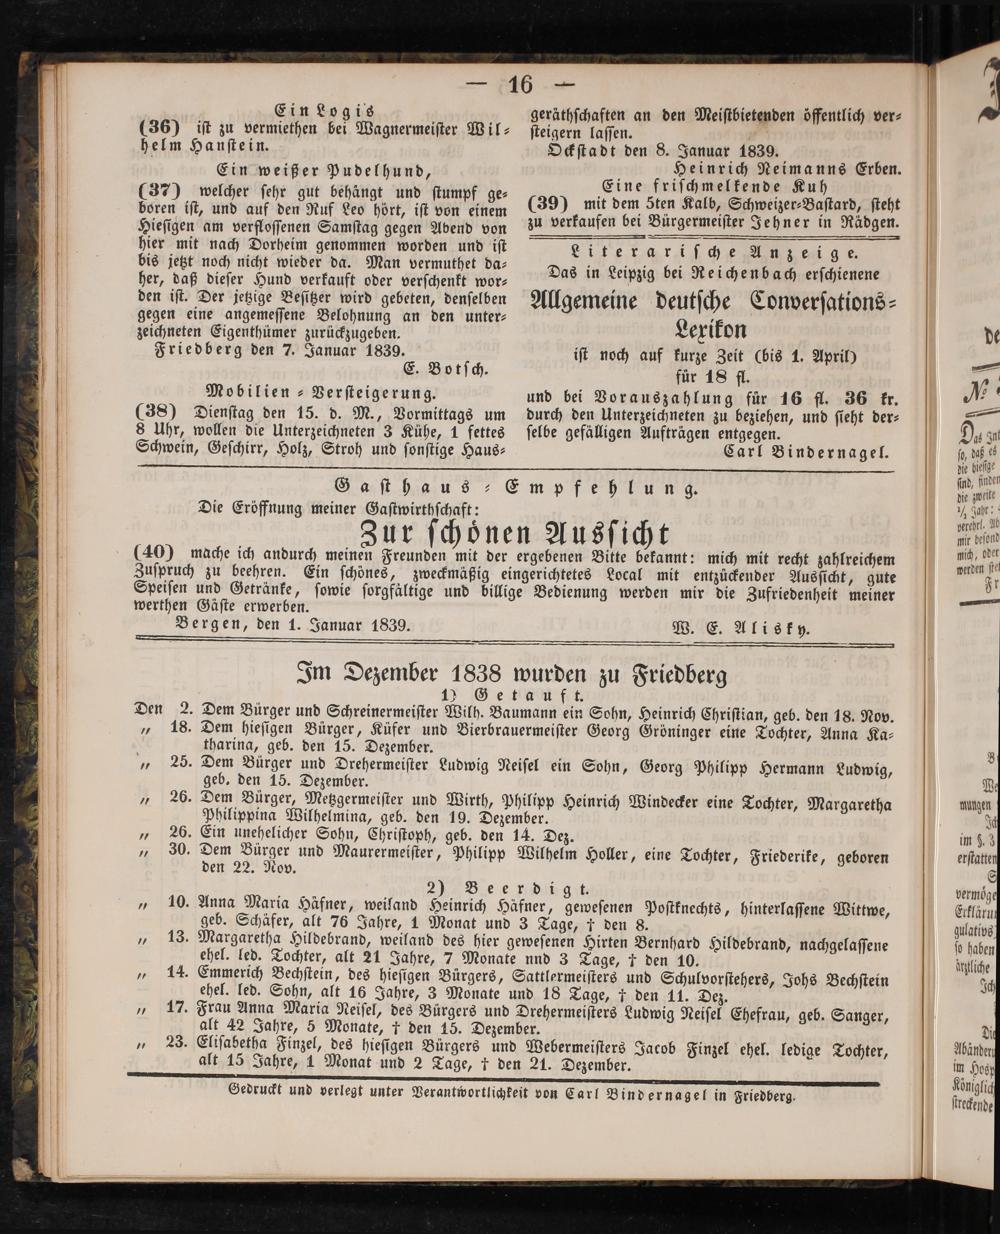 — 16 —
Ein Logis
(36) ist zu vermiethen bei Wagnermeister Wil⸗
helm Hanstein.
Ein weißer Pudelhund,
(37) welcher sehr gut behängt und stumpf ge⸗
boren ist, und auf den Ruf Leo hört, ist von einem
Hiesigen am verflossenen Samstag gegen Abend von
hier mit nach Dorheim genommen worden und ist
bis jetzt noch nicht wieder da. Man vermuthet da⸗
her, daß dieser Hund verkauft oder verschenkt wor⸗
den ist. Der jetzige Besitzer wird gebeten, denselben
gegen eine angemessene Belohnung an den unter⸗
zeichneten Eigenthümer zurückzugeben.
Friedberg den 7. Januar 1839.
E. Botsch.
Mobilien⸗Versteigerung.
(38) Dienstag den 15. d. M., Vormittags um
8 Uhr, wollen die Unterzeichneten 3 Kühe, 1 fettes
Schwein, Geschirr, Holz, Stroh und sonstige Haus⸗
geräthschaften an den Meistbietenden öffentlich ver⸗
steigern lassen.
Ockstadt den 8. Januar 1839.
Heinrich Reimanns Erben.
Eine frischmelkende Kuh
(39) mit dem 5ten Kalb, Schweizer⸗Bastard, steht
zu verkaufen bei Bürgermeister Jehner in Rädgen.
Literarische Anzeige.
Das in Leipzig bei Reichenbach erschienene
Allgemeine deutsche Conversations⸗
Lexikon
ist noch auf kurze Zeit (bis 1. April)
für 18 fl.
und bei Vorauszahlung für 16 fl. 36 kr.
durch den Unterzeichneten zu beziehen, und sieht der⸗
selbe gefälligen Aufträgen entgegen.
Carl Bindernagel.
Gasthaus⸗Empfehlung.
Die Eröffnung meiner Gastwirthschaft:
Zur schönen Aussicht
(40) mache ich andurch meinen Freunden mit der ergebenen Bitte bekannt: mich mit recht zahlreichem
Zuspruch zu beehren. Ein schönes, zweckmäßig eingerichtetes Local mit entzückender Aussicht, gute
Speisen und Getränke, sowie sorgfältige und billige Bedienung werden mir die Zufriedenheit meiner
werthen Gäste erwerben.
Bergen, den 1. Januar 1839.
W. E. Alisky.
Im Dezember 1838 wurden zu Friedberg
1) Getauft.
Den 2. Dem Bürger und Schreinermeister Wilh. Baumann ein Sohn, Heinrich Christian, geb. den 18. Nov.
„ 18. Dem hiesigen Bürger, Küfer und Bierbrauermeister Georg Gröninger eine Tochter, Anna Ka⸗
tharina, geb. den 15. Dezember.
„ 25. Dem Bürger und Drehermeister Ludwig Reisel ein Sohn, Georg Philipp Hermann Ludwig,
geb. den 15. Dezember.
„ 26. Dem Bürger, Metzgermeister und Wirth, Philipp Heinrich Windecker eine Tochter, Margaretha
Philippina Wilhelmina, geb. den 19. Dezember.
„ 26. Ein unehelicher Sohn, Christoph, geb. den 14. Dez.
„ 30. Dem Bürger und Maurermeister, Philipp Wilhelm Holler, eine Tochter, Friederike, geboren
den 22. Nov.
2) Beerdigt.
„ 10. Anna Maria Häfner, weiland Heinrich Häfner, gewesenen Postknechts, hinterlassene Wittwe,
geb. Schäfer, alt 76 Jahre, 1 Monat und 3 Tage, † den 8.
„ 13. Margaretha Hildebrand, weiland des hier gewesenen Hirten Bernhard Hildebrand, nachgelassene
ehel. led. Tochter, alt 21 Jahre, 7 Monate nnd 3 Tage, † den 10.
„ 14. Emmerich Bechstein, des hiesigen Bürgers, Sattlermeisters und Schulvorstehers, Johs Bechstein
ehel. led. Sohn, alt 16 Jahre, 3 Monate und 18 Tage, † den 11. Dez.
„ 17. Frau Anna Maria Reisel, des Bürgers und Drehermeisters Ludwig Reisel Ehefrau, geb. Sanger,
alt 42 Jahre, 5 Monate, † den 15. Dezember.
„ 23. Elisabetha Finzel, des hiesigen Bürgers und Webermeisters Jacob Finzel ehel. ledige Tochter,
alt 15 Jahre, 1 Monat und 2 Tage, † den 21. Dezember.
Gedruckt und verlegt unter Verantwortlichkeit von Carl Bindernagel in Friedberg.